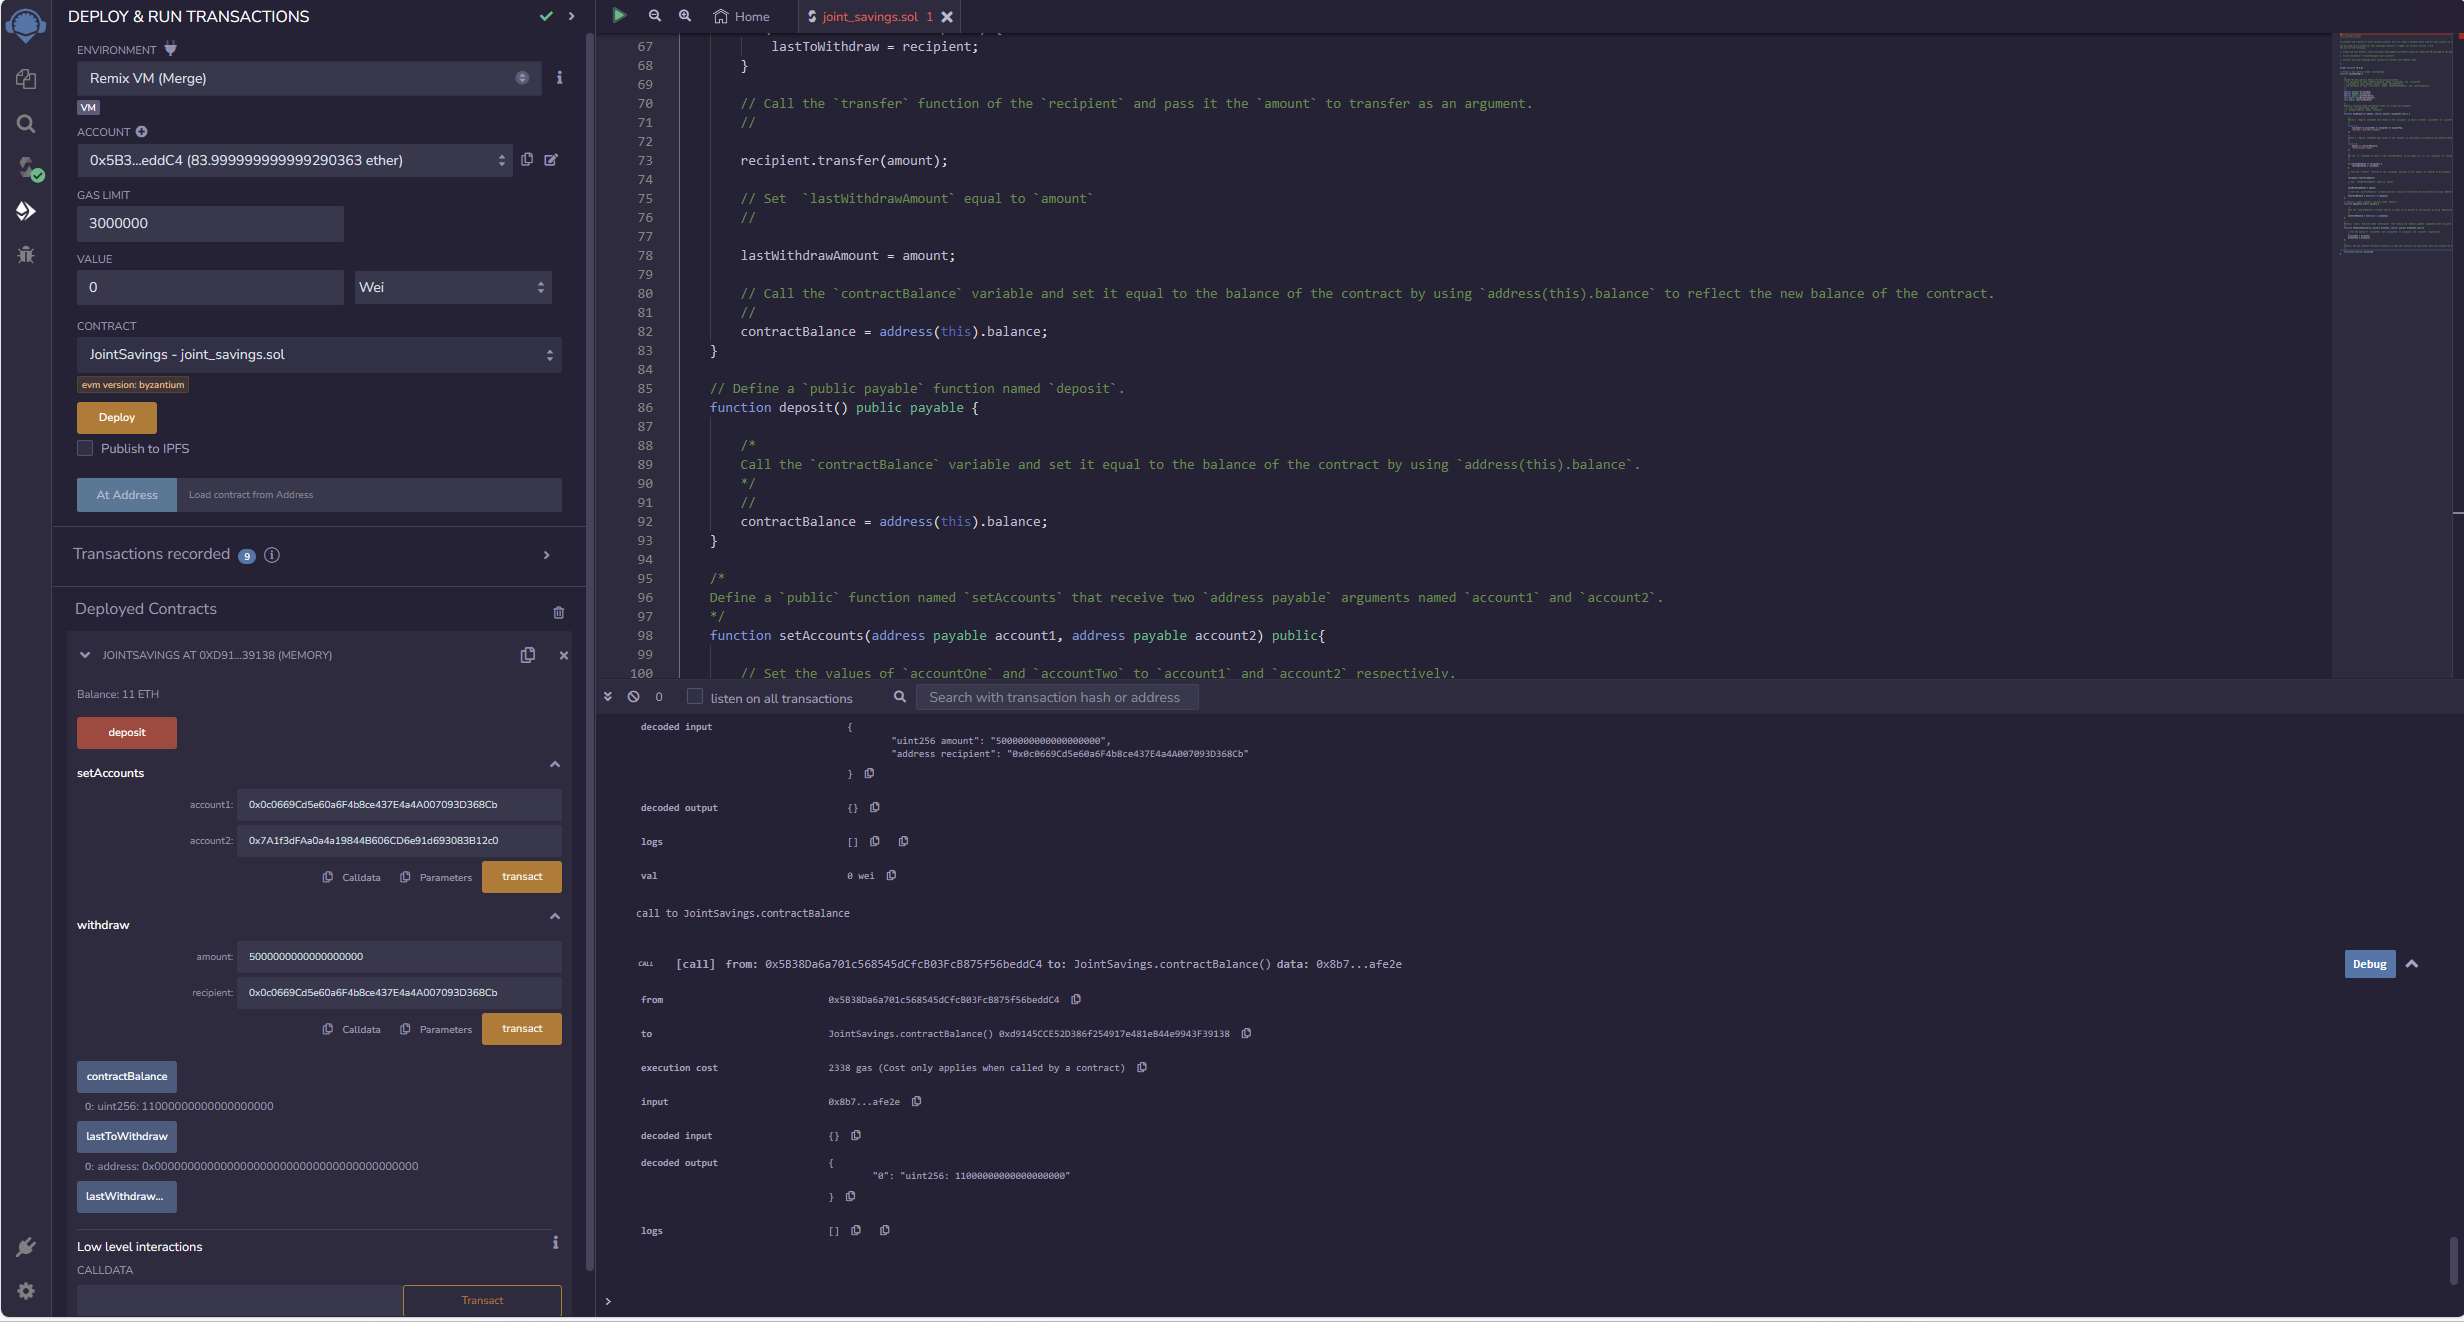 DEPLOY & RUN TRANSACTIONS
ENVIRONMENT
Remix VM (Merge)
VM
ACCOUNT
0x5B3...eddC4 (83.999999999999290363 ether)
GAS LIMIT
3000000
VALUE
0
Wei
CONTRACT
JointSavings - joint_savings.sol
evm version: byzantium
Deploy
Publish to IPFS
At Address
Load contract from Address
Transactions recorded 9
Deployed Contracts
JOINTSAVINGS AT 0XD91...39138 (MEMORY)
Balance: 11 ETH
deposit
setAccounts
account1: 0x0c0669Cd5e60a6F4b8ce437E4a4A007093D368Cb
account2: 0x7A1f3dFAa0a4a19844B606CD6e91d693083B12c0
Calldata Parameters transact
withdraw
amount: 5000000000000000000
recipient: 0x0c0669Cd5e60a6F4b8ce437E4a4A007093D368Cb
Calldata Parameters transact
contractBalance
0: uint256: 11000000000000000000
lastToWithdraw
0: address: 0x0000000000000000000000000000000000000000
lastWithdraw...
Low level interactions
CALLDATA
Transact
Home
joint_savings.sol 1
67 lastToWithdraw = recipient;
68 }
69
70 // Call the `transfer` function of the `recipient` and pass it the `amount` to transfer as an argument.
71 //
72
73 recipient.transfer(amount);
74
75 // Set  `lastWithdrawAmount` equal to `amount`
76 //
77
78 lastWithdrawAmount = amount;
79
80 // Call the `contractBalance` variable and set it equal to the balance of the contract by using `address(this).balance` to reflect the new balance of the contract.
81 //
82 contractBalance = address(this).balance;
83 }
84
85 // Define a `public payable` function named `deposit`.
86 function deposit() public payable {
87
88 /*
89 Call the `contractBalance` variable and set it equal to the balance of the contract by using `address(this).balance`.
90 */
91 //
92 contractBalance = address(this).balance;
93 }
94
95 /*
96 Define a `public` function named `setAccounts` that receive two `address payable` arguments named `account1` and `account2`.
97 */
98 function setAccounts(address payable account1, address payable account2) public{
99
100 // Set the values of `accountOne` and `accountTwo` to `account1` and `account2` respectively.
0
listen on all transactions
Search with transaction hash or address
decoded input {
"uint256 amount": "5000000000000000000",
"address recipient": "0x0c0669Cd5e60a6F4b8ce437E4a4A007093D368Cb"
}
decoded output {}
logs []
val 0 wei
call to JointSavings.contractBalance
CALL [call] from: 0x5B38Da6a701c568545dCfcB03FcB875f56beddC4 to: JointSavings.contractBalance() data: 0x8b7...afe2e
Debug
from 0x5B38Da6a701c568545dCfcB03FcB875f56beddC4
to JointSavings.contractBalance() 0xd9145CCE52D386f254917e481eB44e9943F39138
execution cost 2338 gas (Cost only applies when called by a contract)
input 0x8b7...afe2e
decoded input {}
decoded output {
"0": "uint256: 11000000000000000000"
}
logs []
>